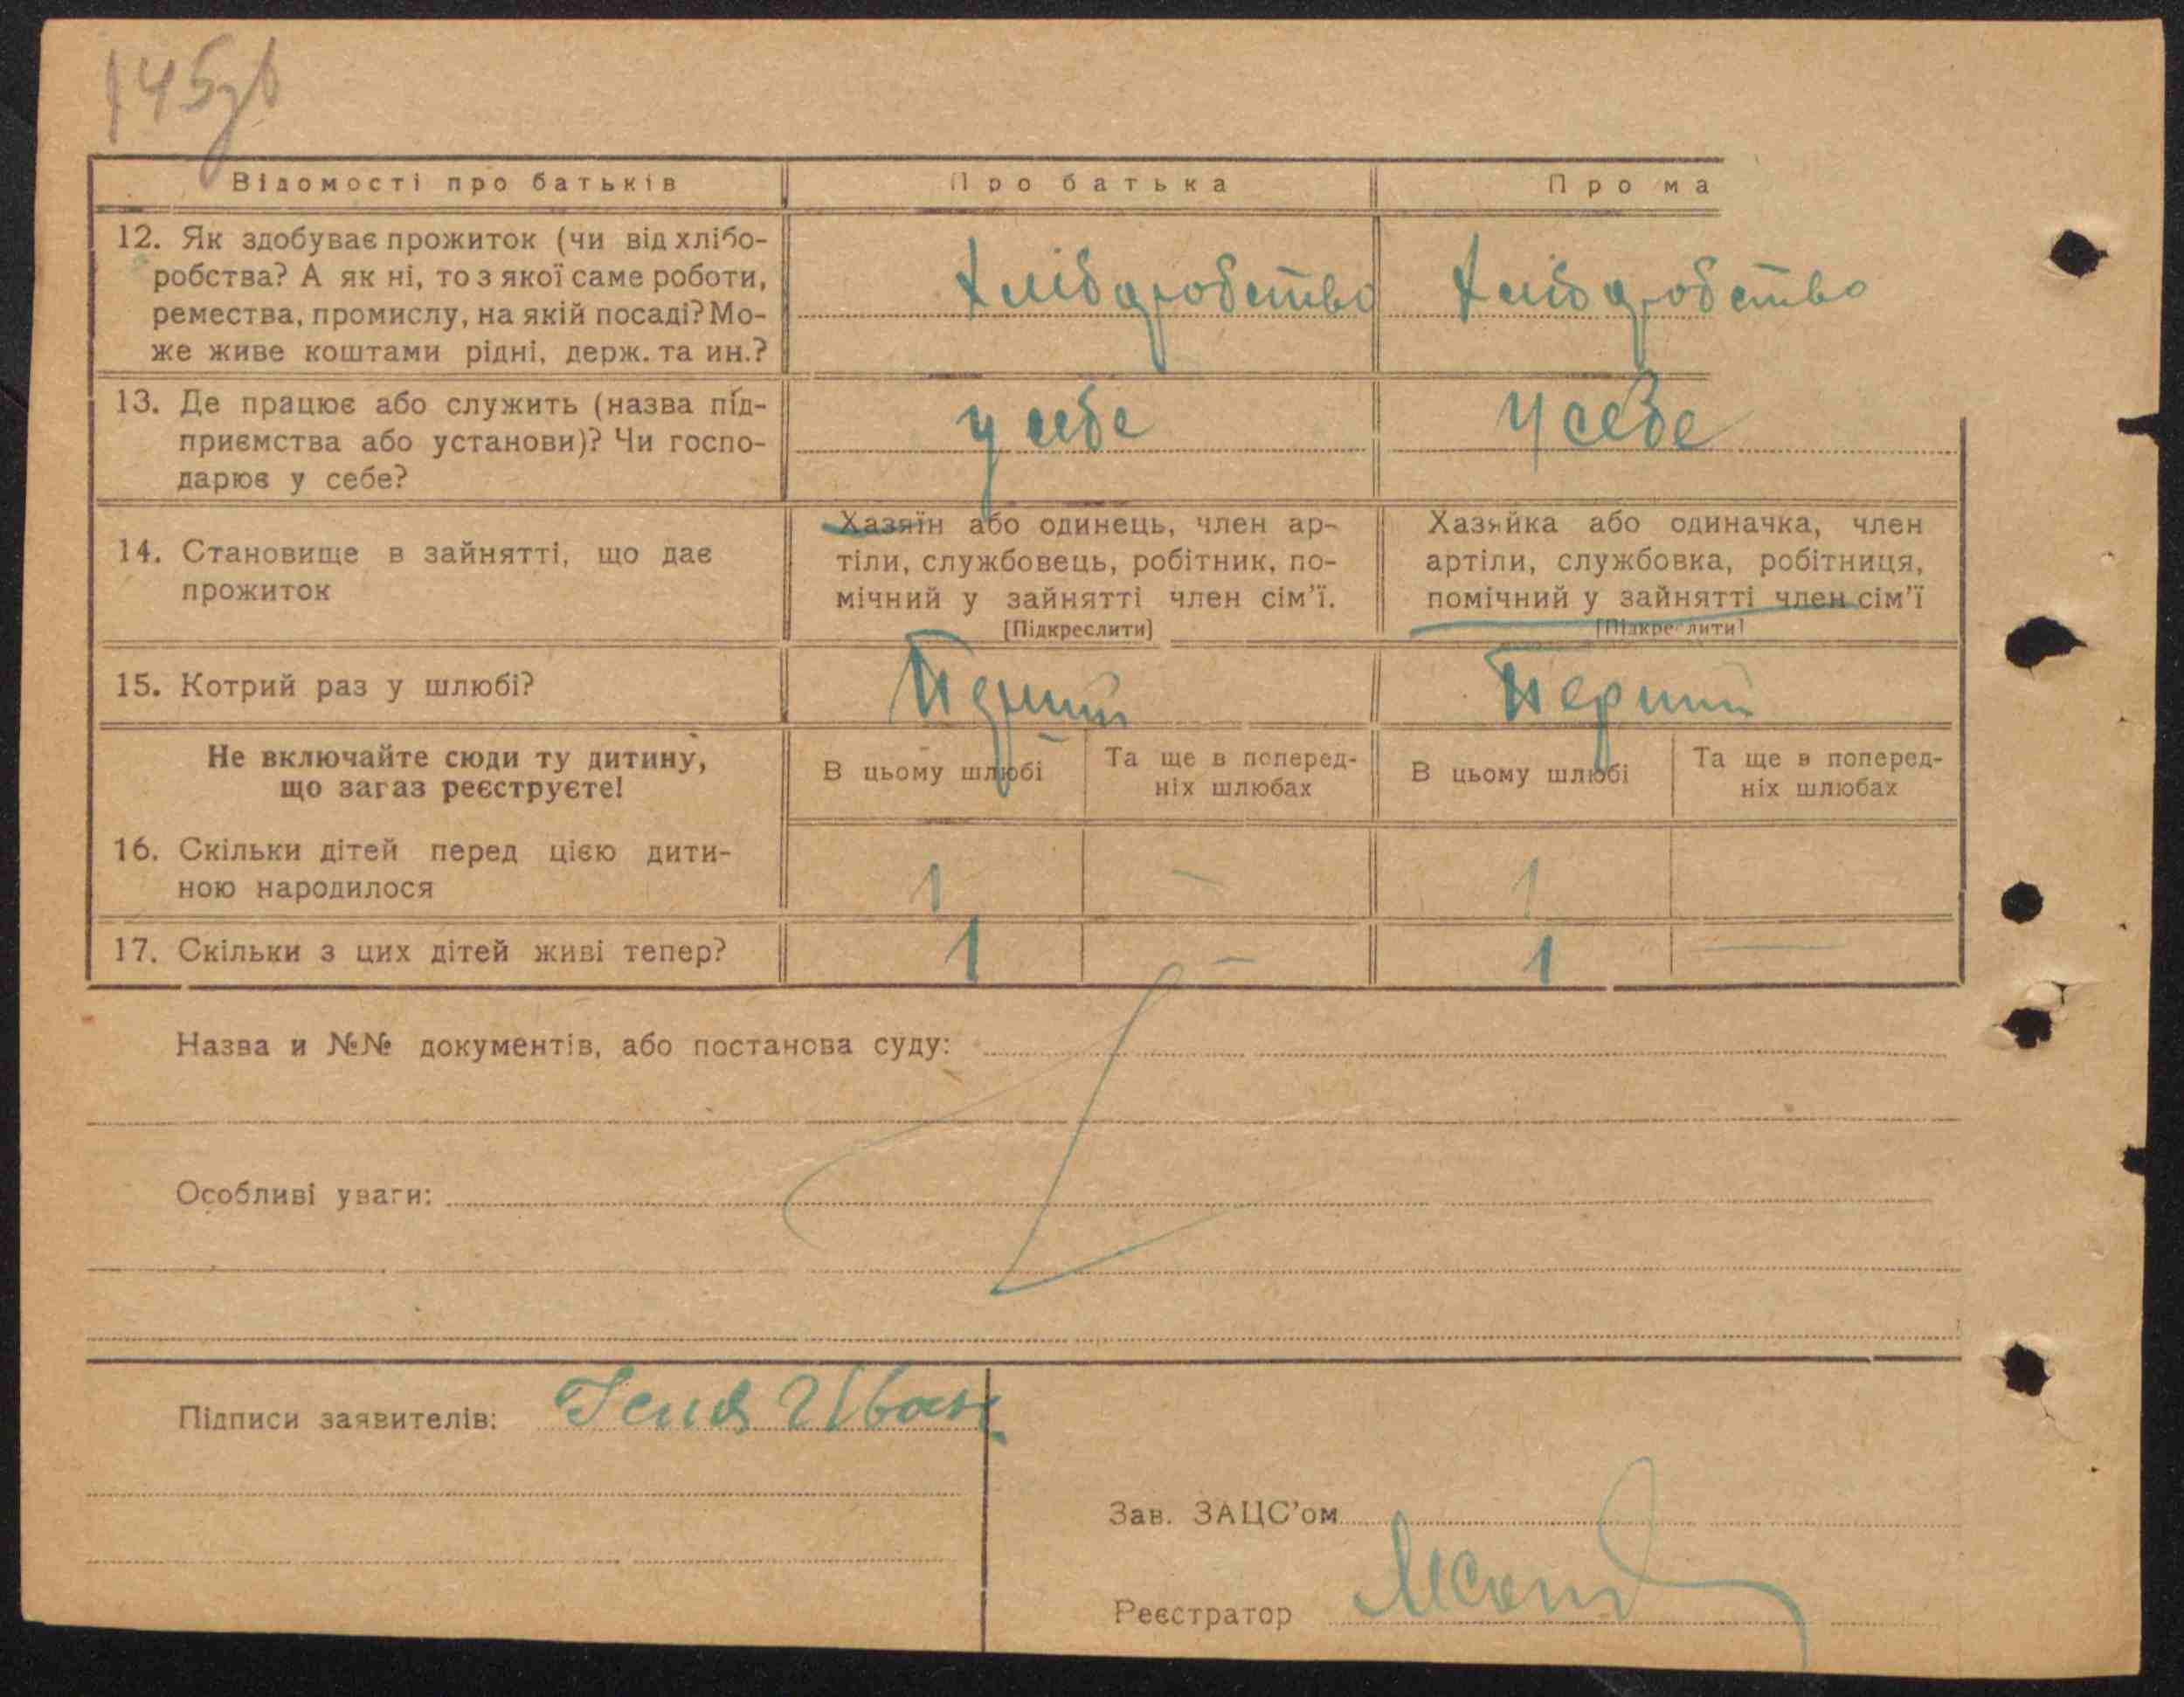 145зв
Відомості про батьків
Про батька
Про ма
12. Як здобуває прожиток (чи від хлібо-
робства? А як ні, то з якої саме роботи,
ремества, промислу, на якій посаді? Мо-
же живе коштами рідні, держ. та ин.?
Хліборобство
Хліборобство
13. Де працює або служить (назва під-
приємства або установи)? Чи госпо-
дарює у себе?
у себе
у себе
14. Становище в зайнятті, що дає
прожиток
Хазяїн або одинець, член ар-
тіли, службовець, робітник, по-
мічний у зайнятті член сім'ї.
[Підкреслити]
Хазяйка або одиначка, член
артіли, службовка, робітниця,
помічний у зайнятті член сім'ї
[Підкреслити]
15. Котрий раз у шлюбі?
Перший
Перший
Не включайте сюди ту дитину,
що зараз реєструєте!
В цьому шлюбі
Та ще в поперед-
ніх шлюбах
В цьому шлюбі
Та ще в поперед-
ніх шлюбах
16. Скільки дітей перед цією дити-
ною народилося
1 — 1
17. Скільки з цих дітей живі тепер?
1 — 1 —
Назва и №№ документів, або постанова суду:
Особливі уваги:
Підписи заявителів:
Іван
Зав. ЗАЦС'ом
Реєстратор